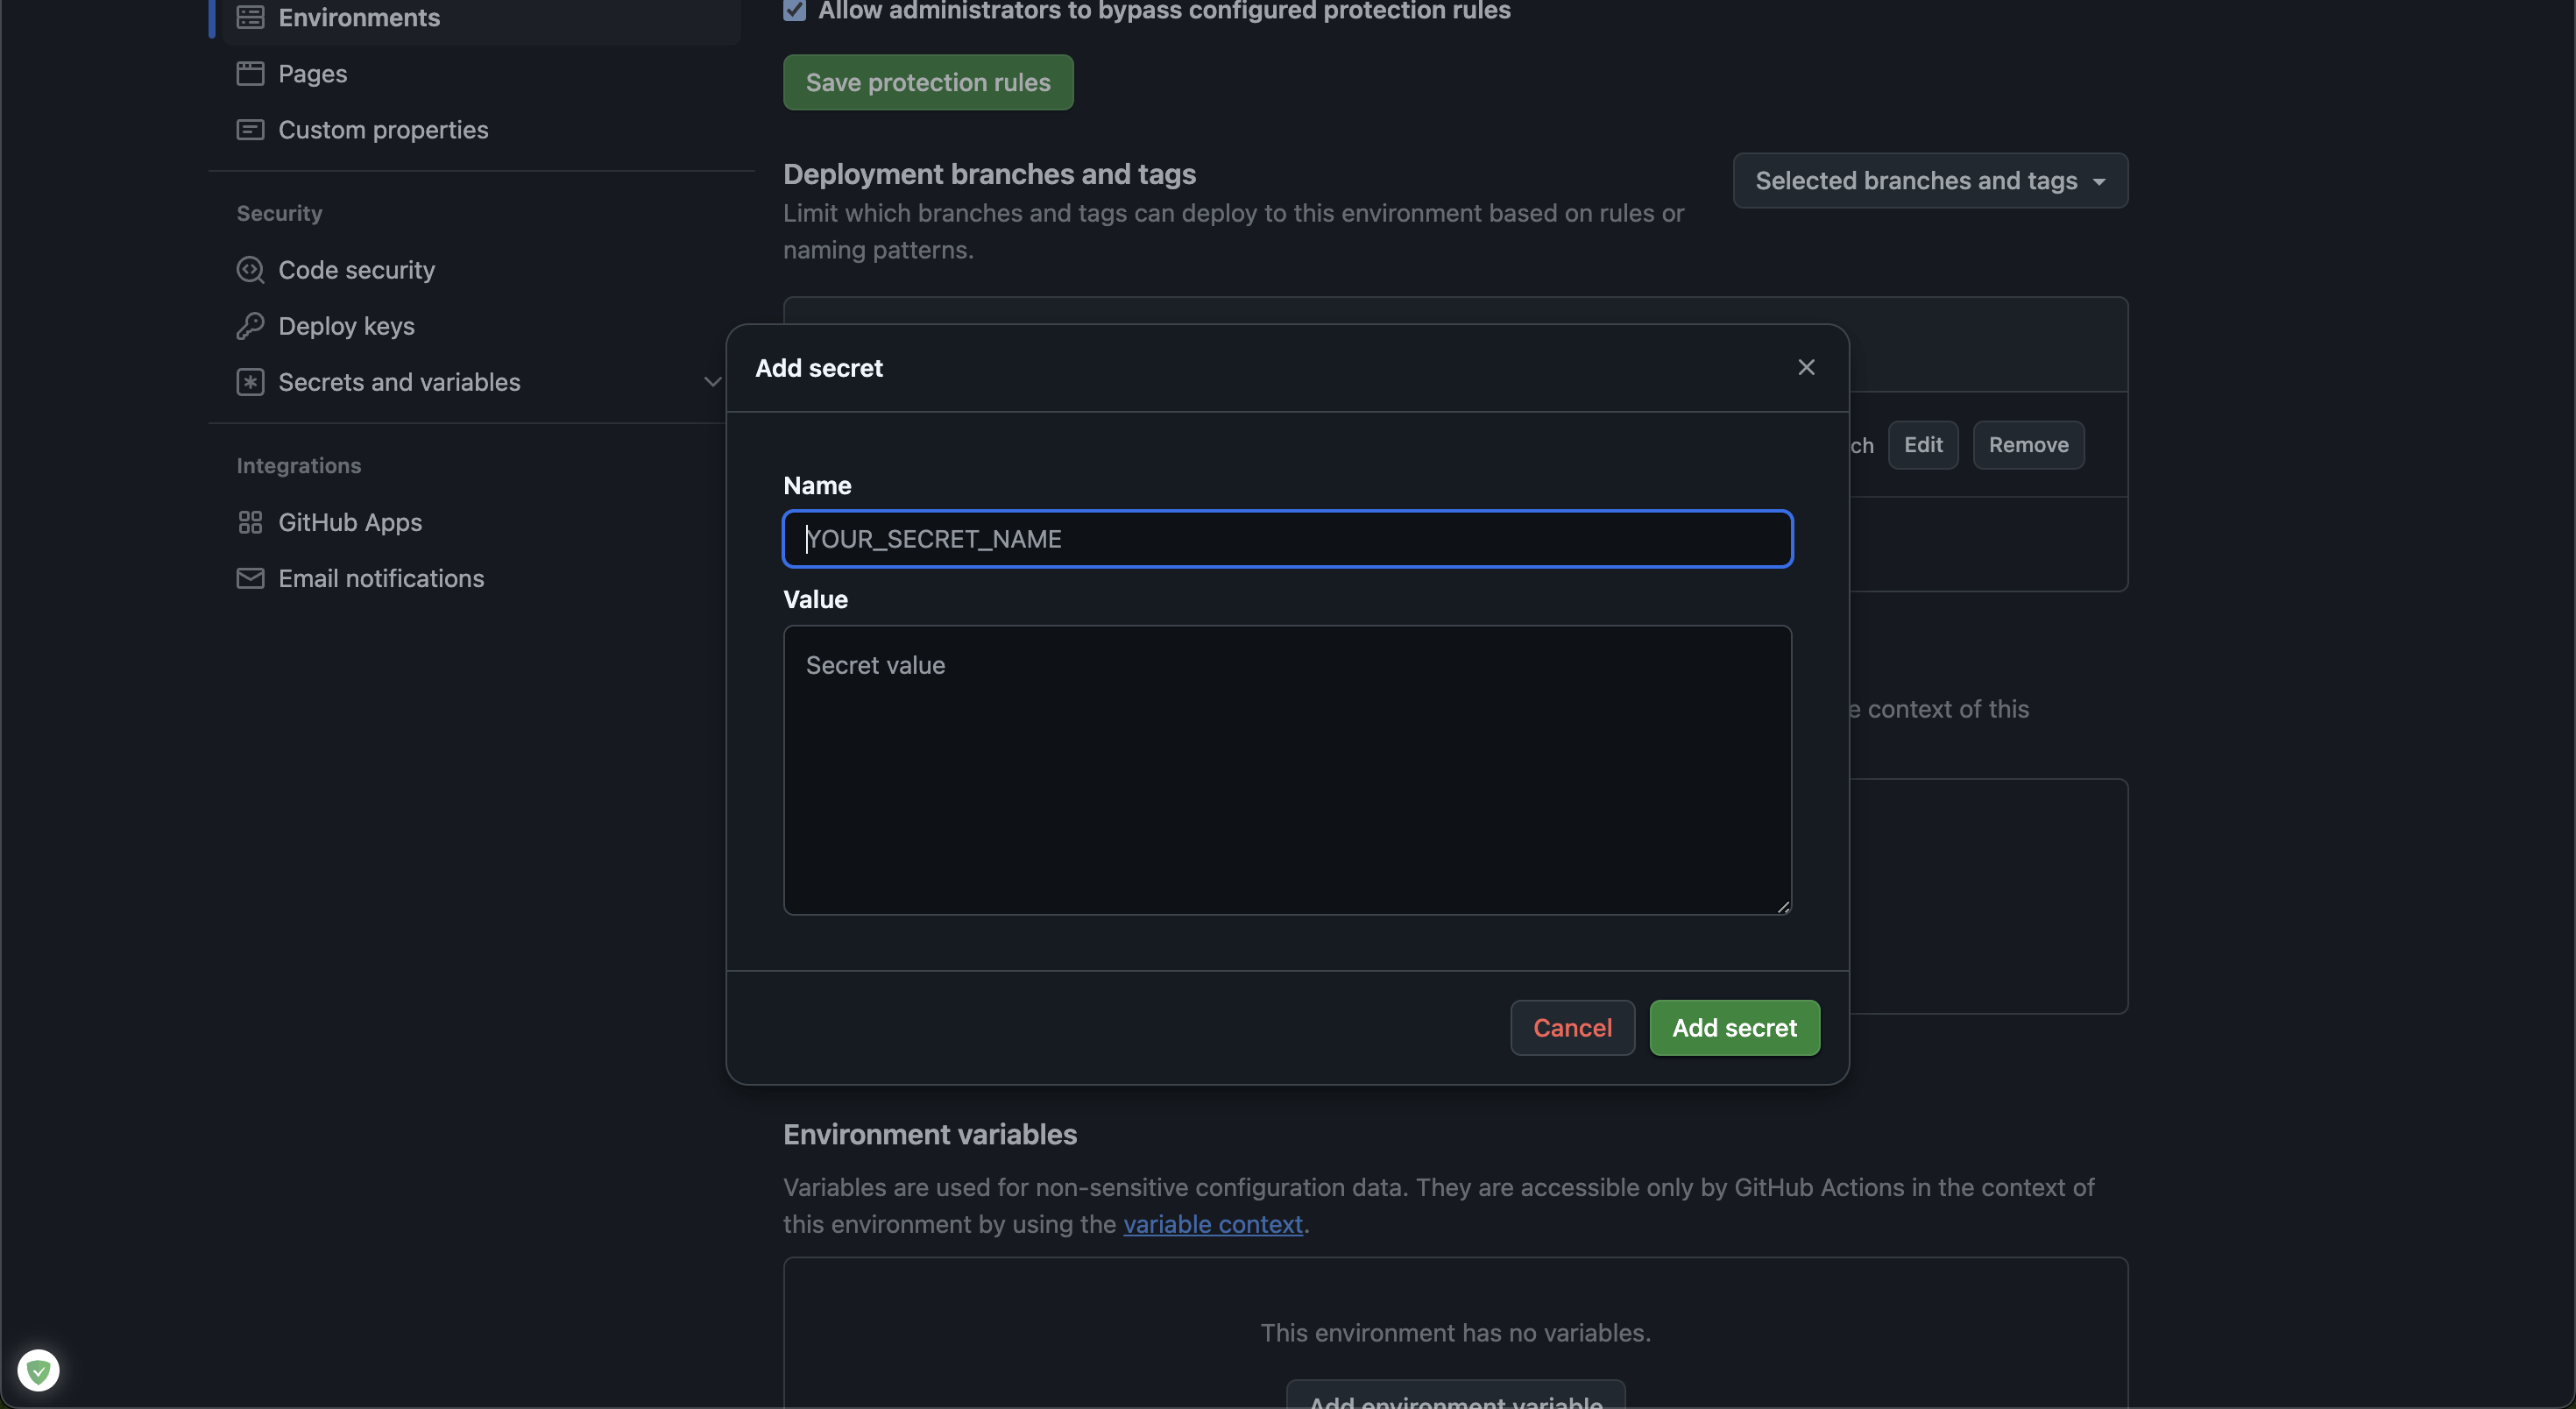 Environments
Pages
Custom properties
Security
Code security
Deploy keys
Secrets and variables
Integrations
GitHub Apps
Email notifications
Allow administrators to bypass configured protection rules
Save protection rules
Deployment branches and tags
Selected branches and tags
Limit which branches and tags can deploy to this environment based on rules or
naming patterns.
Add secret
ch Edit Remove
Name
YOUR_SECRET_NAME
Value
Secret value
e context of this
Cancel Add secret
Environment variables
Variables are used for non-sensitive configuration data. They are accessible only by GitHub Actions in the context of
this environment by using the variable context.
This environment has no variables.
Add environment variable